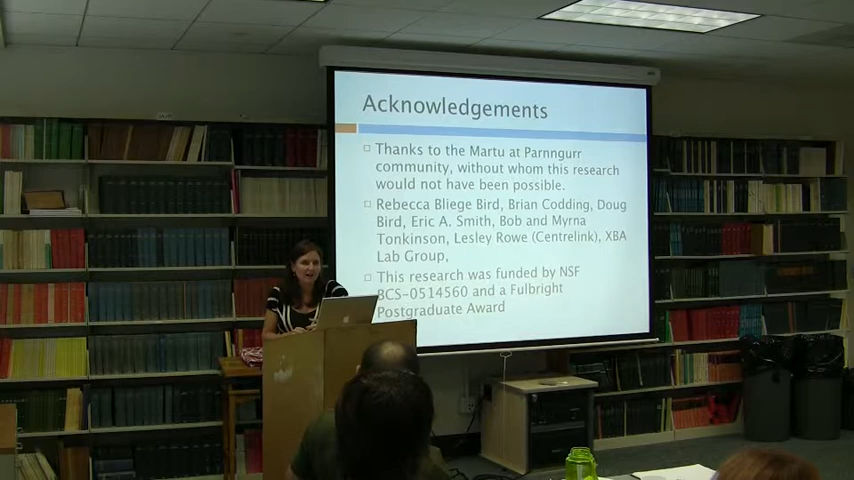 Acknowledgements
Thanks to the Martu at Parnngurr
community, without whom this research
would not have been possible.
Rebecca Bliege Bird, Brian Codding, Doug
Bird, Eric A. Smith, Bob and Myrna
Tonkinson, Lesley Rowe (Centrelink), XBA
Lab Group,
This research was funded by NSF
BCS-0514560 and a Fulbright
Postgraduate Award